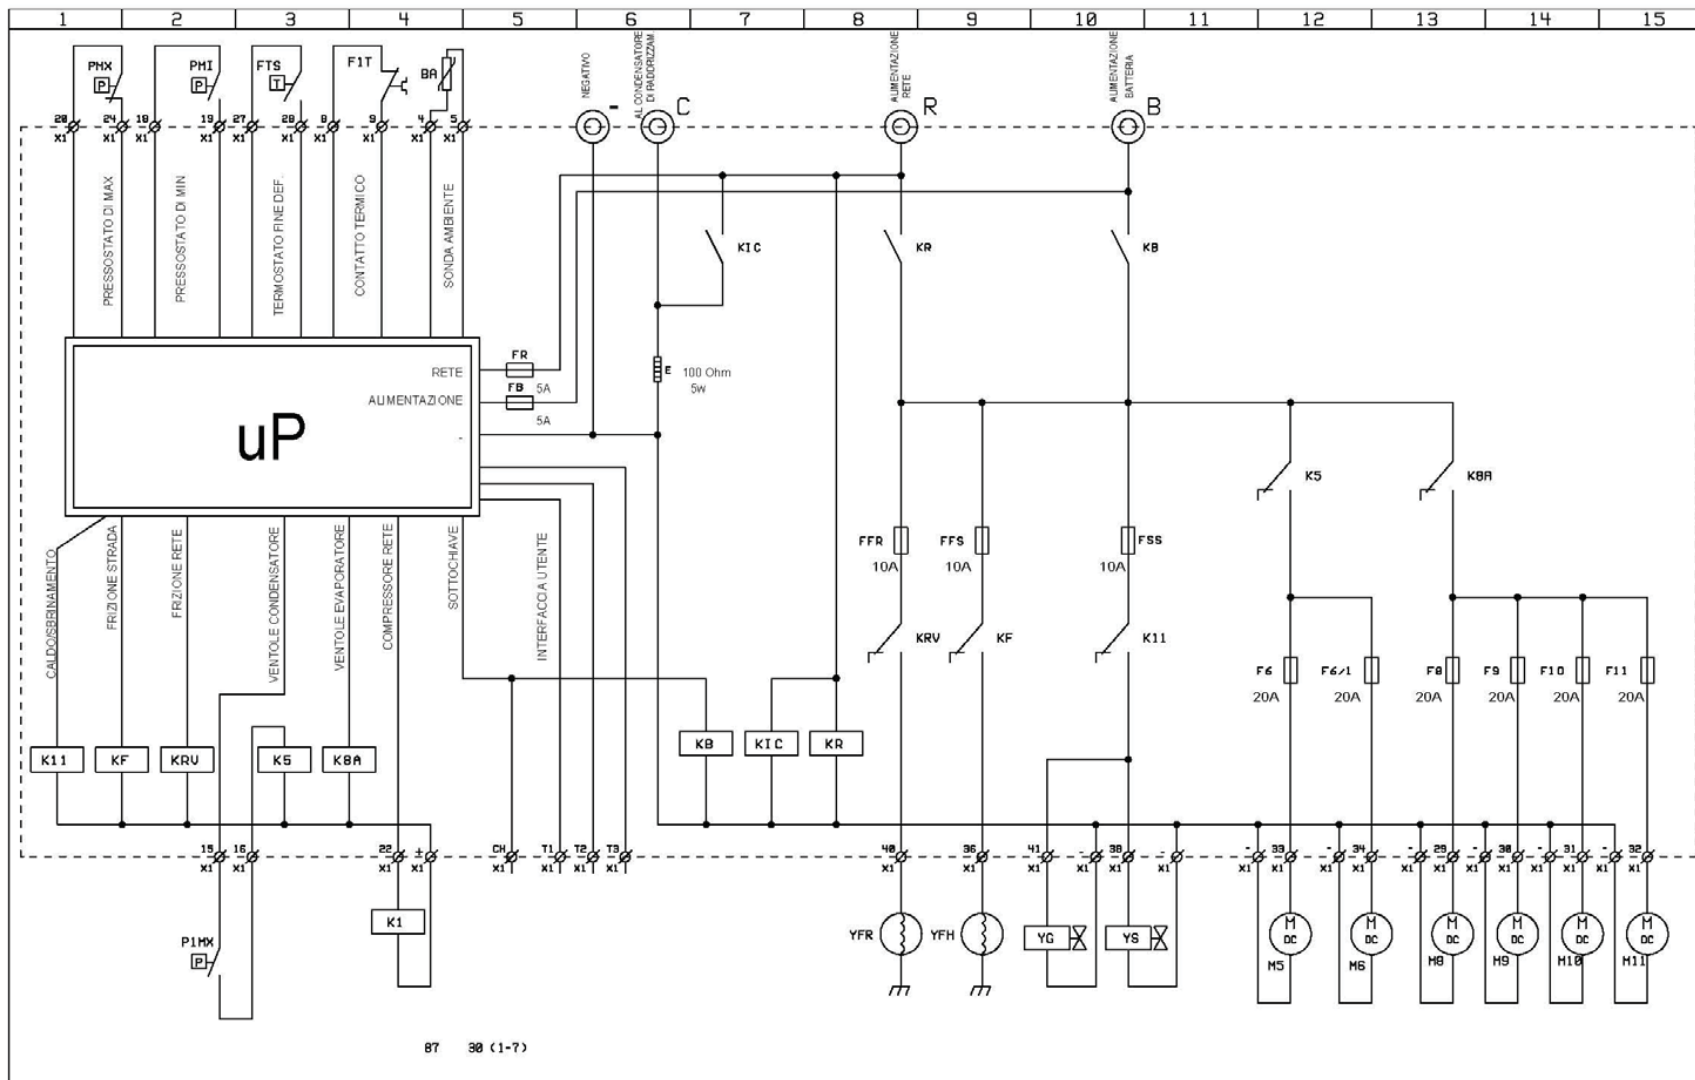 1 2 3 4 5 6 7 8 9 10 11 12 13 14 15
PMX
P
PMI
P
FTS
T
F1T
BA
NEGATIVO
-
AL CONDENSATORE
DI RADDRIZZAM.
C
ALIMENTAZIONE
RETE
R
ALIMENTAZIONE
BATTERIA
B
20 24 18 19 27 28 8 9 4 5
X1 X1 X1 X1 X1 X1 X1 X1 X1 X1
PRESSOSTATO DI MAX
PRESSOSTATO DI MIN
TERMOSTATO FINE DEF.
CONTATTO TERMICO
SONDA AMBIENTE
KIC
KR
KB
uP
RETE
ALIMENTAZIONE
-
FR
5A
FB
5A
E
100 Ohm
5w
K5
K8A
FFR
10A
FFS
10A
FSS
10A
CALDO/SBRINAMENTO
FRIZIONE STRADA
FRIZIONE RETE
VENTOLE CONDENSATORE
VENTOLE EVAPORATORE
COMPRESSORE RETE
SOTTOCHIAVE
INTERFACCIA UTENTE
KRV
KF
K11
F6
20A
F6/1
20A
F8
20A
F9
20A
F10
20A
F11
20A
K11
KF
KRV
K5
K8A
KB
KIC
KR
15 16 22 + CH T1 T2 T3 40 36 41 - 38 - - 33 - 34 - 29 - 30 - 31 - 32
X1 X1 X1 X1 X1 X1 X1 X1 X1 X1 X1 X1 X1 X1 X1 X1 X1 X1 X1 X1 X1 X1 X1 X1 X1 X1
K1
P1MX
P
YFR
YFH
YG
YS
M
DC
M5
M
DC
M6
M
DC
M8
M
DC
M9
M
DC
M10
M
DC
M11
87 30 (1-7)